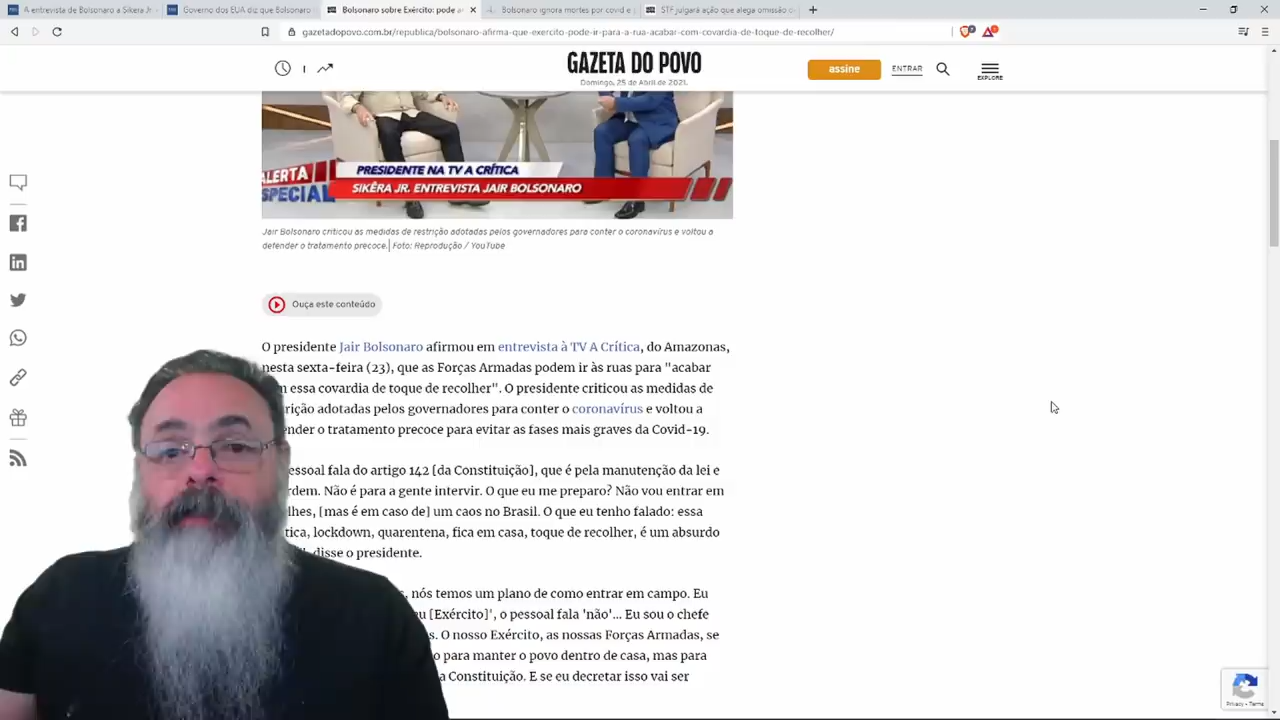 A entrevista de Bolsonaro a Sikera Jr
Governo dos EUA diz que Bolsonaro
Bolsonaro sobre Exército: pode ar
Bolsonaro ignora mortes por covid e
STF julgará ação que alega omissão o
gazetadopovo.com.br/republica/bolsonaro-afirma-que-exercito-pode-ir-para-a-rua-acabar-com-covardia-de-toque-de-recolher/
GAZETA DO POVO
Domingo, 25 de Abril de 2021.
assine
ENTRAR
EXPLORE
ALERTA
ESPECIAL
PRESIDENTE NA TV A CRÍTICA
SIKÊRA JR. ENTREVISTA JAIR BOLSONARO
Jair Bolsonaro criticou as medidas de restrição adotadas pelos governadores para conter o coronavírus e voltou a
defender o tratamento precoce.| Foto: Reprodução / YouTube
Ouça este conteúdo
O presidente Jair Bolsonaro afirmou em entrevista à TV A Crítica, do Amazonas,
nesta sexta-feira (23), que as Forças Armadas podem ir às ruas para "acabar
essa covardia de toque de recolher". O presidente criticou as medidas de
rição adotadas pelos governadores para conter o coronavírus e voltou a
ender o tratamento precoce para evitar as fases mais graves da Covid-19.
essoal fala do artigo 142 [da Constituição], que é pela manutenção da lei e
rdem. Não é para a gente intervir. O que eu me preparo? Não vou entrar em
lhes, [mas é em caso de] um caos no Brasil. O que eu tenho falado: essa
tica, lockdown, quarentena, fica em casa, toque de recolher, é um absurdo
disse o presidente.
, nós temos um plano de como entrar em campo. Eu
eu [Exército]', o pessoal fala 'não'... Eu sou o chefe
s. O nosso Exército, as nossas Forças Armadas, se
o para manter o povo dentro de casa, mas para
a Constituição. E se eu decretar isso vai ser
Privacy - Terms